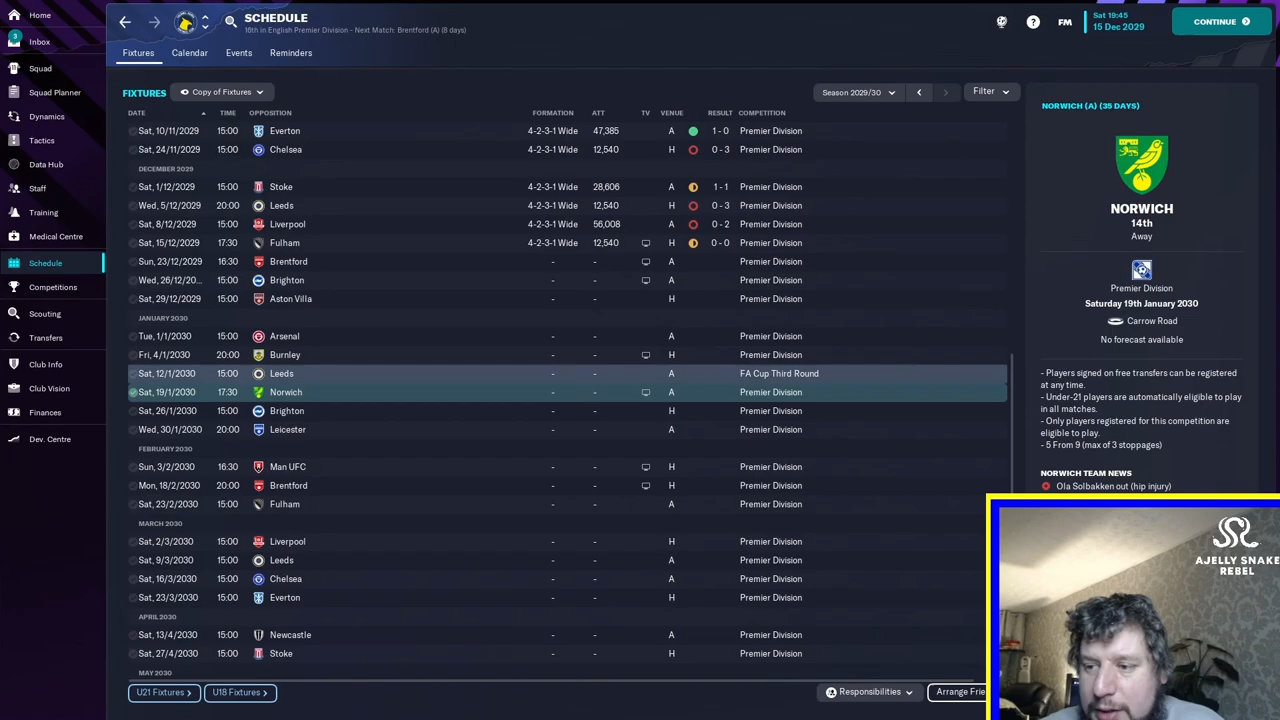 Home
SCHEDULE
16th in English Premier Division - Next Match: Brentford (A) (8 days)
FM
Sat 19:45
15 Dec 2029
CONTINUE
3
Inbox
Fixtures
Calendar
Events
Reminders
Squad
Squad Planner
Dynamics
Tactics
Data Hub
Staff
Training
Medical Centre
Schedule
Competitions
Scouting
Transfers
Club Info
Club Vision
Finances
Dev. Centre
FIXTURES
Copy of Fixtures
Season 2029/30
Filter
DATE TIME OPPOSITION FORMATION ATT TV VENUE RESULT COMPETITION
Sat, 10/11/2029 15:00 Everton 4-2-3-1 Wide 47,385 A 1 - 0 Premier Division
Sat, 24/11/2029 15:00 Chelsea 4-2-3-1 Wide 12,540 H 0 - 3 Premier Division
DECEMBER 2029
Sat, 1/12/2029 15:00 Stoke 4-2-3-1 Wide 28,606 A 1 - 1 Premier Division
Wed, 5/12/2029 20:00 Leeds 4-2-3-1 Wide 12,540 H 0 - 3 Premier Division
Sat, 8/12/2029 15:00 Liverpool 4-2-3-1 Wide 56,008 A 0 - 2 Premier Division
Sat, 15/12/2029 17:30 Fulham 4-2-3-1 Wide 12,540 H 0 - 0 Premier Division
Sun, 23/12/2029 16:30 Brentford - - A Premier Division
Wed, 26/12/20... 15:00 Brighton - - A Premier Division
Sat, 29/12/2029 15:00 Aston Villa - - H Premier Division
JANUARY 2030
Tue, 1/1/2030 15:00 Arsenal - - A Premier Division
Fri, 4/1/2030 20:00 Burnley - - H Premier Division
Sat, 12/1/2030 15:00 Leeds - - A FA Cup Third Round
Sat, 19/1/2030 17:30 Norwich - - A Premier Division
Sat, 26/1/2030 15:00 Brighton - - H Premier Division
Wed, 30/1/2030 20:00 Leicester - - A Premier Division
FEBRUARY 2030
Sun, 3/2/2030 16:30 Man UFC - - H Premier Division
Mon, 18/2/2030 20:00 Brentford - - H Premier Division
Sat, 23/2/2030 15:00 Fulham - - A Premier Division
MARCH 2030
Sat, 2/3/2030 15:00 Liverpool - - H Premier Division
Sat, 9/3/2030 15:00 Leeds - - A Premier Division
Sat, 16/3/2030 15:00 Chelsea - - A Premier Division
Sat, 23/3/2030 15:00 Everton - - H Premier Division
APRIL 2030
Sat, 13/4/2030 15:00 Newcastle - - A Premier Division
Sat, 27/4/2030 15:00 Stoke - - H Premier Division
MAY 2030
U21 Fixtures
U18 Fixtures
Responsibilities
Arrange Frie
NORWICH (A) (35 DAYS)
NORWICH
14th
Away
Premier Division
Saturday 19th January 2030
Carrow Road
No forecast available
- Players signed on free transfers can be registered
at any time.
- Under-21 players are automatically eligible to play
in all matches.
- Only players registered for this competition are
eligible to play.
- 5 From 9 (max of 3 stoppages)
NORWICH TEAM NEWS
Ola Solbakken out (hip injury)
AJELLY SNAKE
REBEL